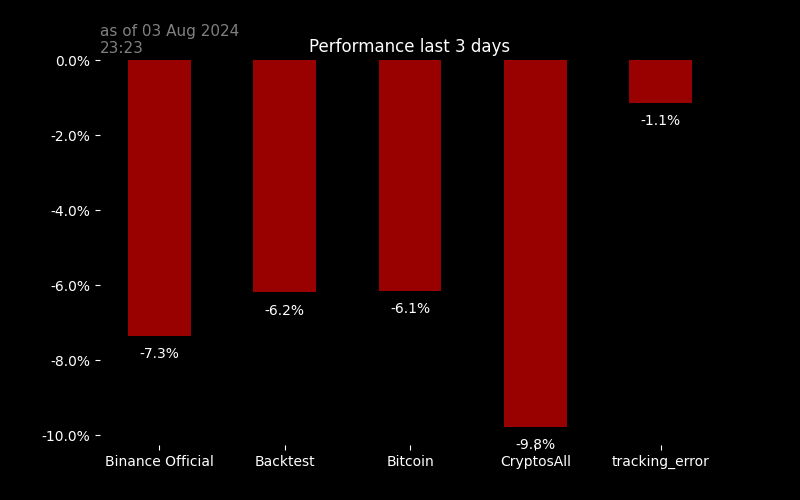 as of 03 Aug 2024
23:23
Performance last 3 days
0.0%
-2.0%
-4.0%
-6.0%
-8.0%
-10.0%
-7.3%
-6.2%
-6.1%
-9.8%
-1.1%
Binance Official
Backtest
Bitcoin
CryptosAll
tracking_error